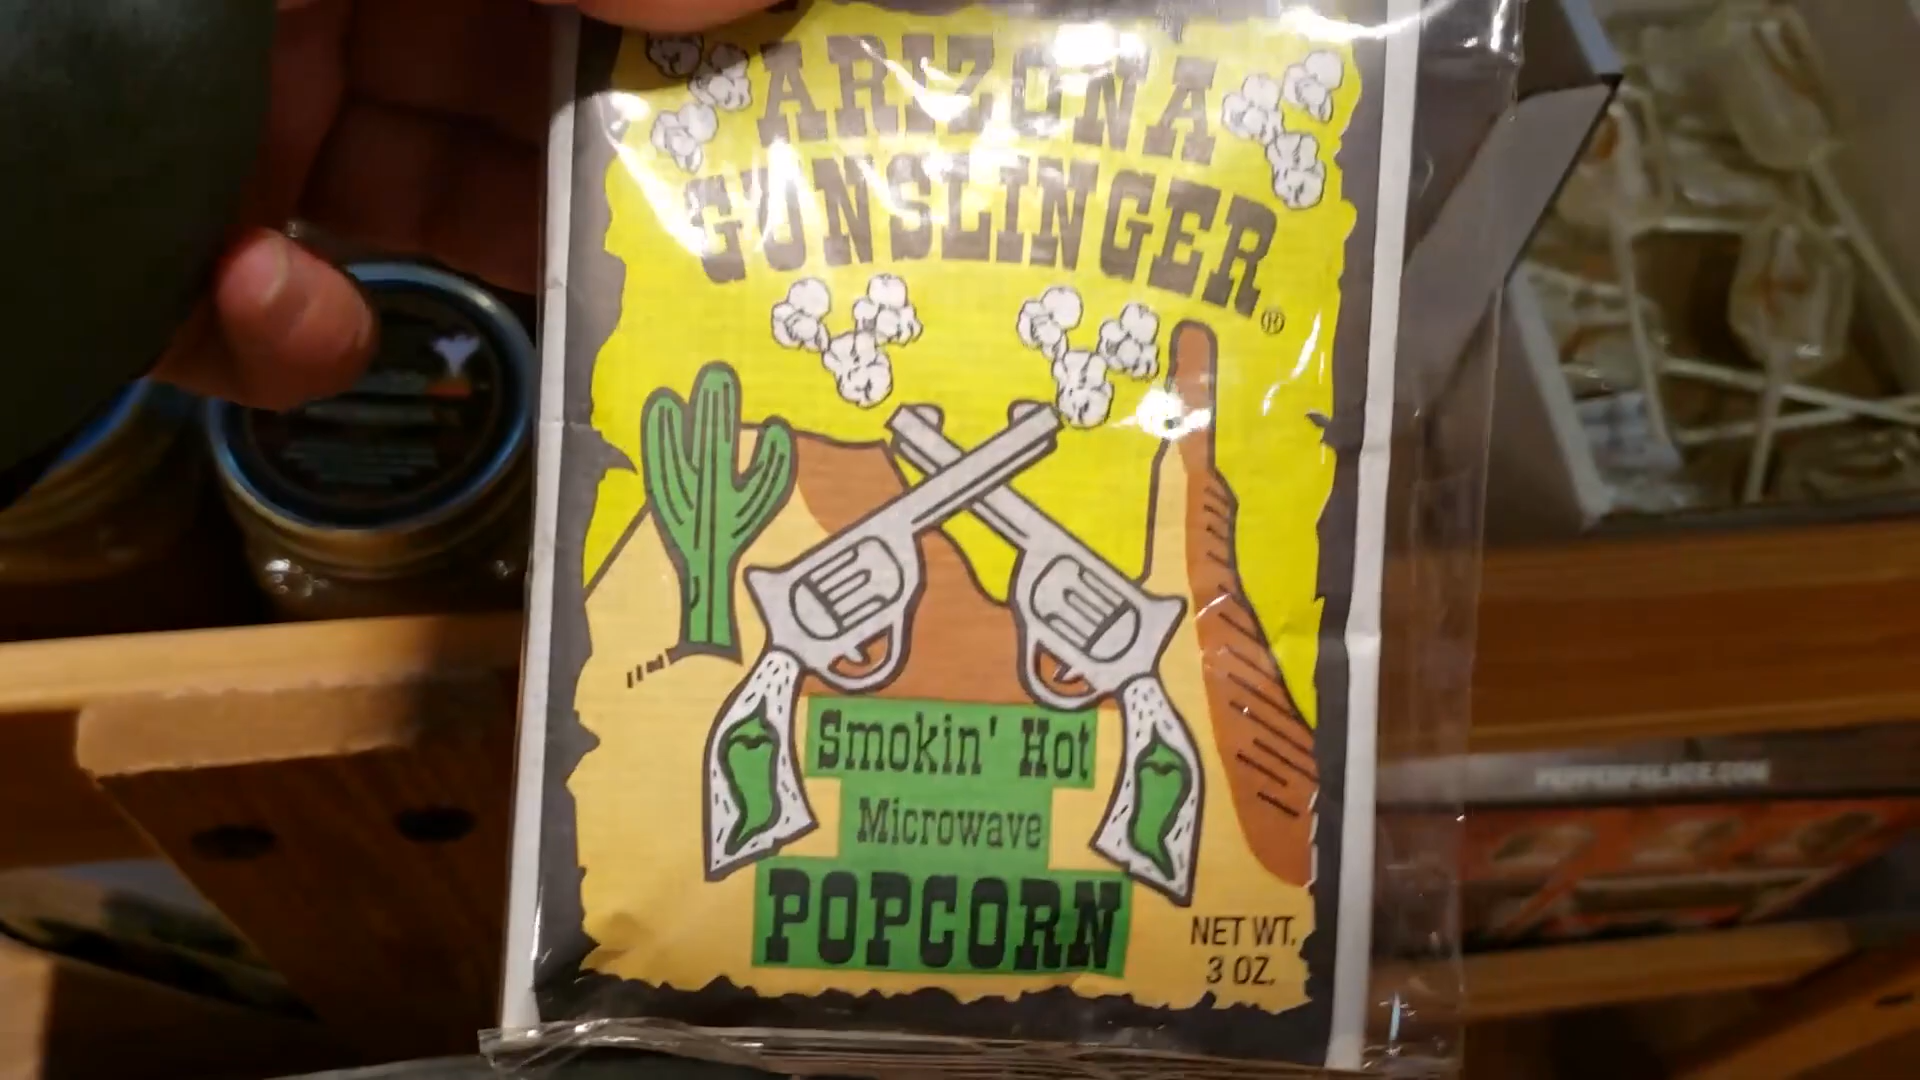 ARIZONA
GUNSLINGER
®
Smokin' Hot
Microwave
POPCORN
NET WT.
3 OZ.
PEPPERPALACE.COM